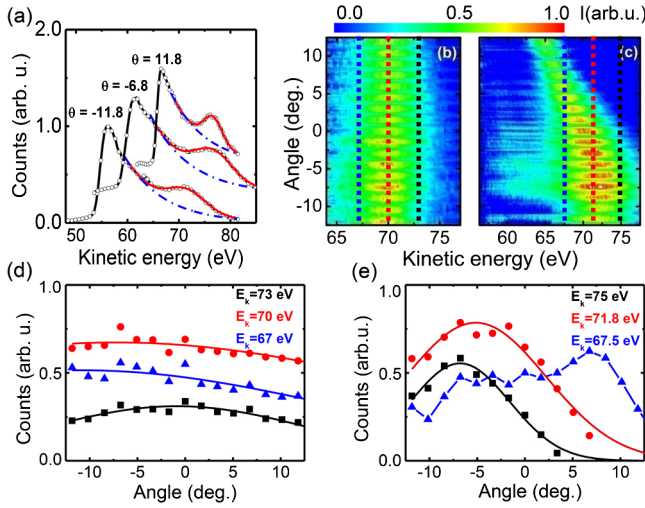 (a)
0.0 0.5 1.0 I(arb.u.)
θ = 11.8
θ = -6.8
θ = -11.8
2.0
1.0
0.0
Counts (arb. u.)
50 60 70 80
Kinetic energy (eV)
(b)
(c)
10
5
0
-5
-10
Angle (deg.)
65 70 75
60 65 70 75
Kinetic energy (eV)
(d)
1.0
0.5
0.0
Counts (arb. u.)
Ek=73 eV
Ek=70 eV
Ek=67 eV
-10 -5 0 5 10
Angle (deg.)
(e)
1.0
0.5
0.0
Counts (arb. u.)
Ek=75 eV
Ek=71.8 eV
Ek=67.5 eV
-10 -5 0 5 10
Angle (deg.)